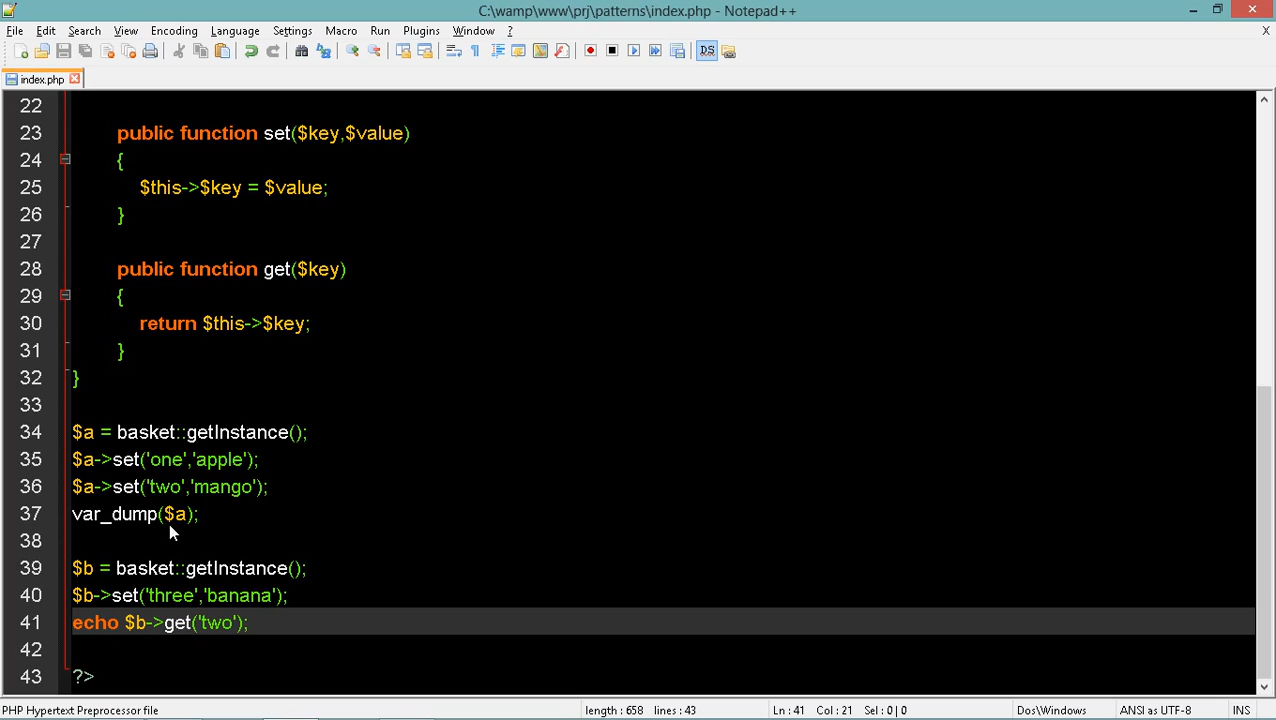 C:\wamp\www\prj\patterns\index.php - Notepad++
File Edit Search View Encoding Language Settings Macro Run Plugins Window ? X
index.php
22
23 public function set($key,$value)
24 {
25 $this->$key = $value;
26 }
27
28 public function get($key)
29 {
30 return $this->$key;
31 }
32 }
33
34 $a = basket::getInstance();
35 $a->set('one','apple');
36 $a->set('two','mango');
37 var_dump($a);
38
39 $b = basket::getInstance();
40 $b->set('three','banana');
41 echo $b->get('two');
42
43 ?>
PHP Hypertext Preprocessor file length : 658 lines : 43 Ln : 41 Col : 21 Sel : 0 | 0 Dos\Windows ANSI as UTF-8 INS